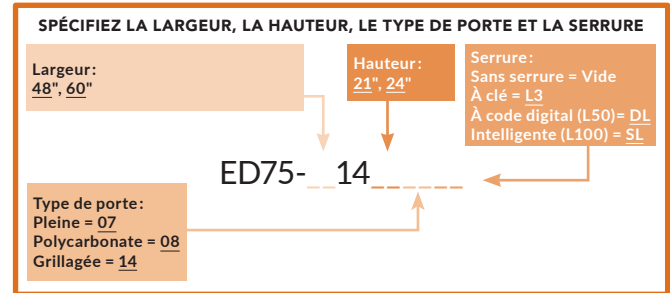 SPÉCIFIEZ LA LARGEUR, LA HAUTEUR, LE TYPE DE PORTE ET LA SERRURE
Largeur:
48", 60"
Hauteur:
21", 24"
Serrure:
Sans serrure = Vide
À clé = L3
À code digital (L50)= DL
Intelligente (L100) = SL
ED75-__14______
Type de porte:
Pleine = 07
Polycarbonate = 08
Grillagée = 14